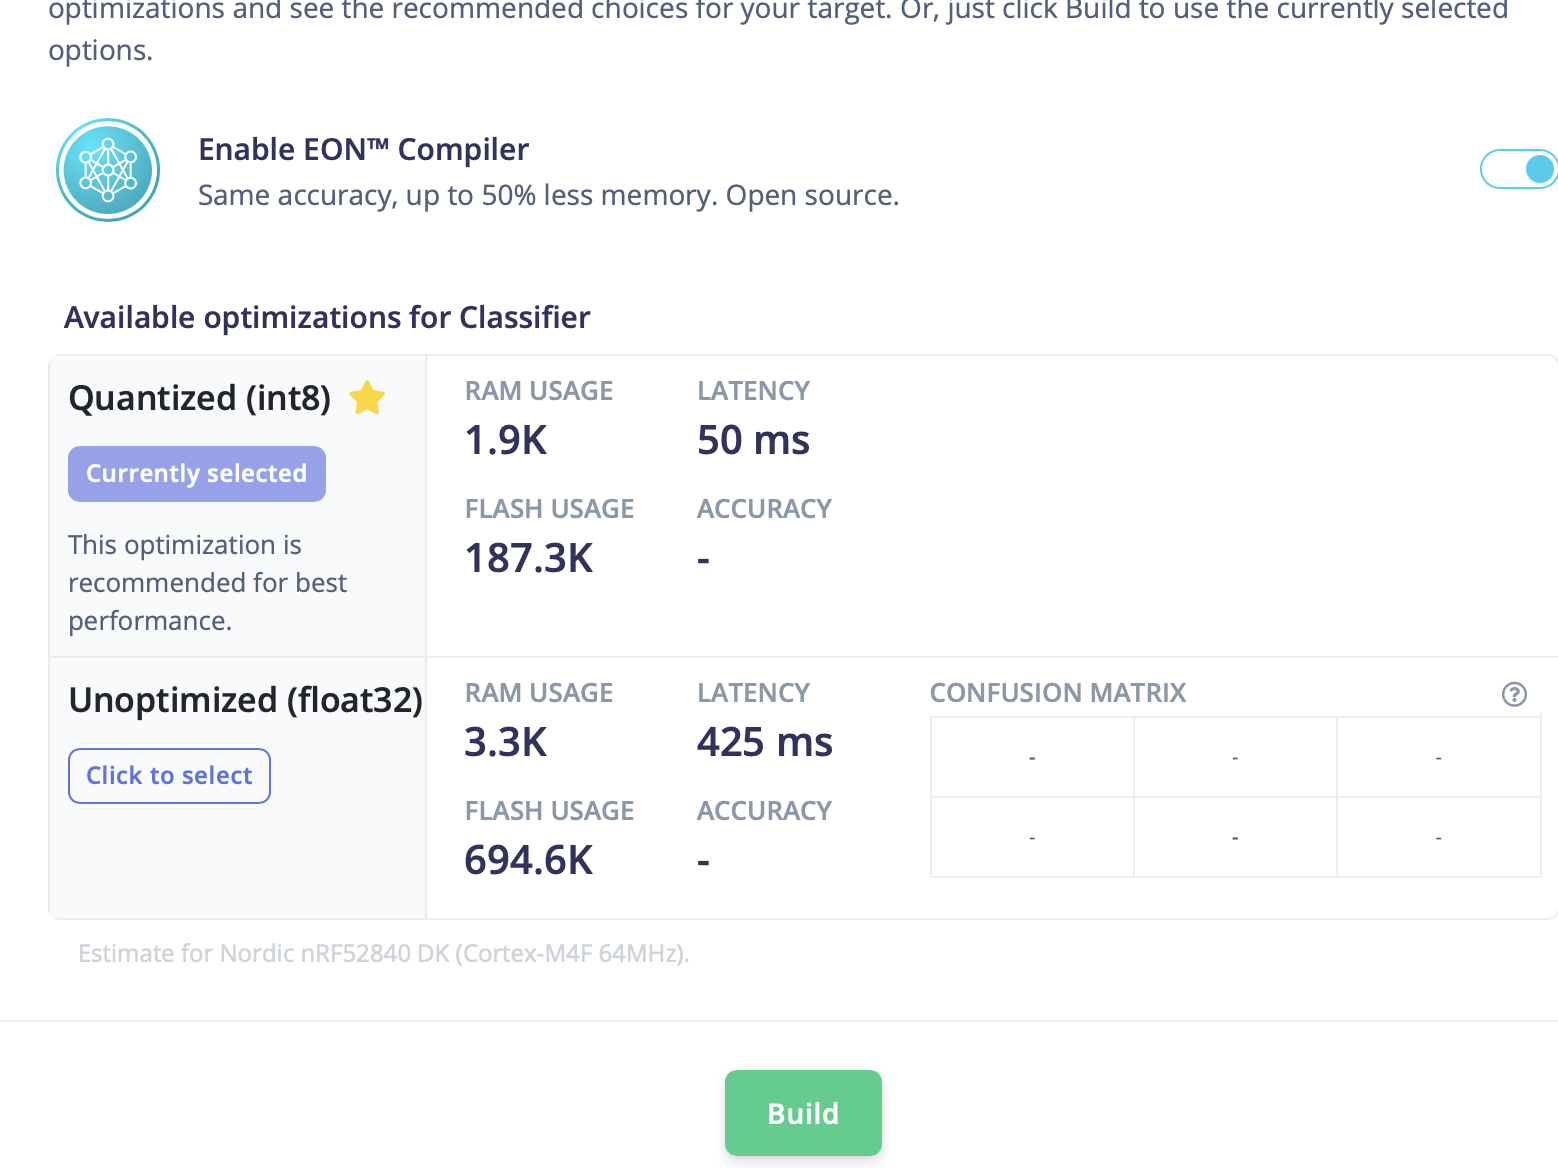 optimizations and see the recommended choices for your target. Or, just click Build to use the currently selected
options.
Enable EON™ Compiler
Same accuracy, up to 50% less memory. Open source.
Available optimizations for Classifier
Quantized (int8)
Currently selected
This optimization is
recommended for best
performance.
RAM USAGE
1.9K
LATENCY
50 ms
FLASH USAGE
187.3K
ACCURACY
-
Unoptimized (float32)
Click to select
RAM USAGE
3.3K
LATENCY
425 ms
FLASH USAGE
694.6K
ACCURACY
-
CONFUSION MATRIX ?
- - -
- - -
Estimate for Nordic nRF52840 DK (Cortex-M4F 64MHz).
Build